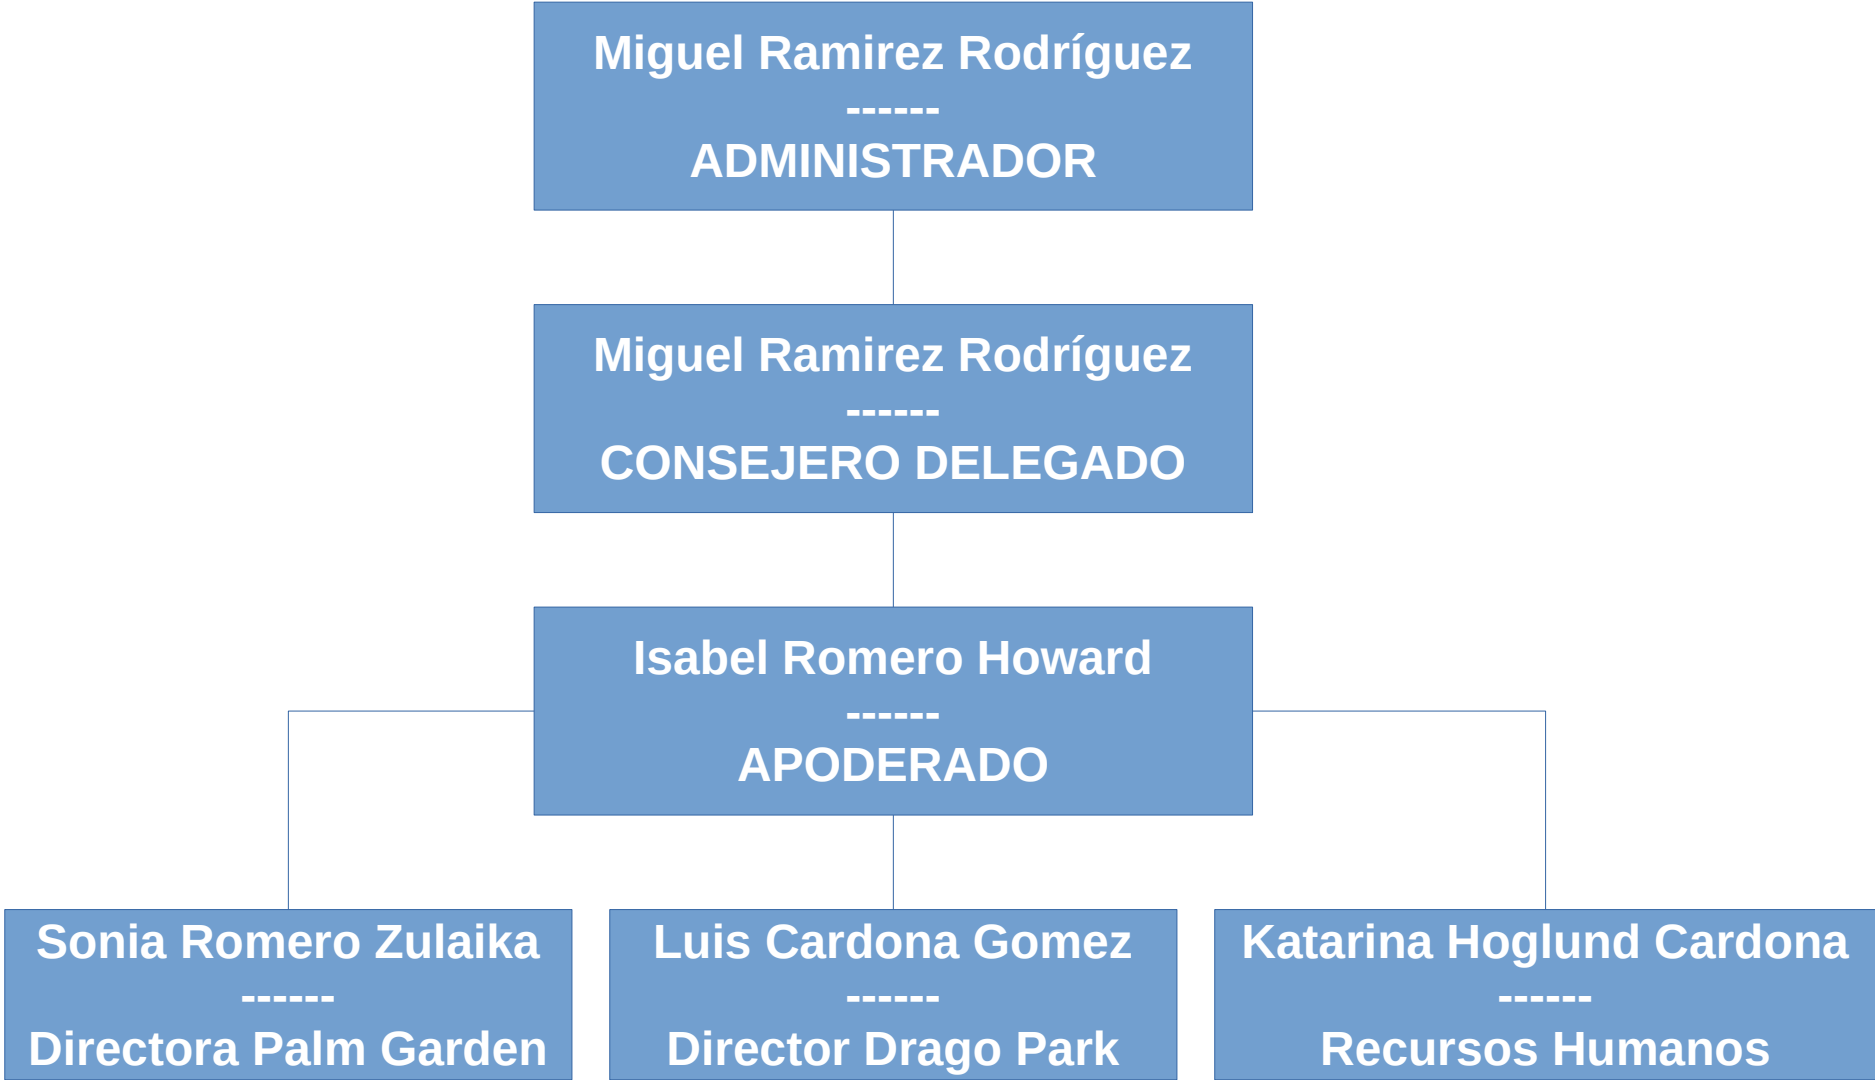 Miguel Ramirez Rodríguez
------
ADMINISTRADOR
Miguel Ramirez Rodríguez
------
CONSEJERO DELEGADO
Isabel Romero Howard
------
APODERADO
Sonia Romero Zulaika
------
Directora Palm Garden
Luis Cardona Gomez
------
Director Drago Park
Katarina Hoglund Cardona
------
Recursos Humanos